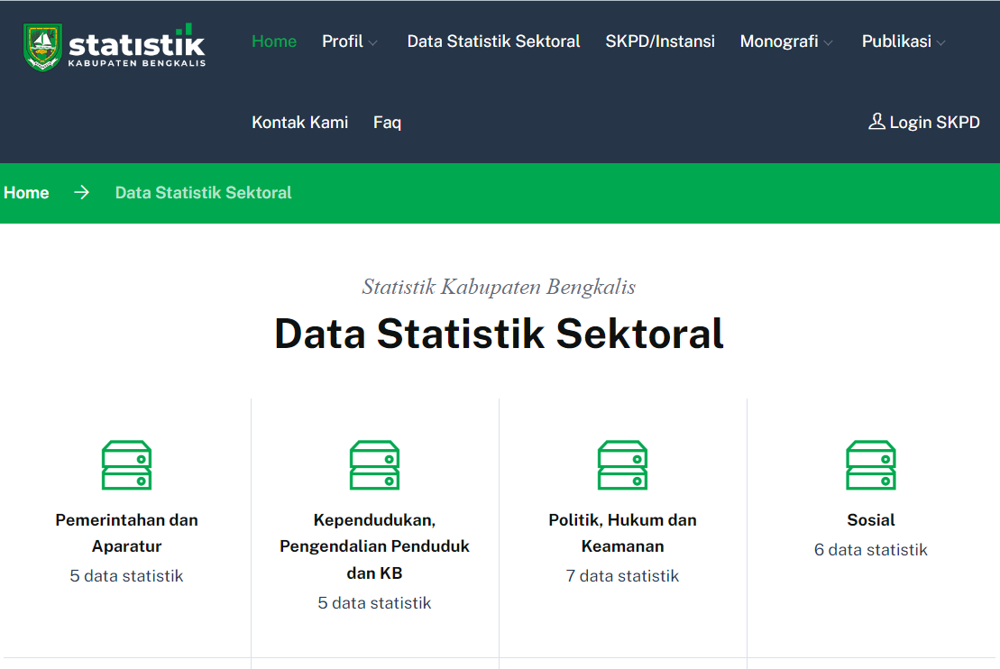 statistik
KABUPATEN BENGKALIS
Home Profil Data Statistik Sektoral SKPD/Instansi Monografi Publikasi
Kontak Kami Faq Login SKPD
Home → Data Statistik Sektoral
Statistik Kabupaten Bengkalis
Data Statistik Sektoral
Pemerintahan dan
Aparatur
5 data statistik
Kependudukan,
Pengendalian Penduduk
dan KB
5 data statistik
Politik, Hukum dan
Keamanan
7 data statistik
Sosial
6 data statistik